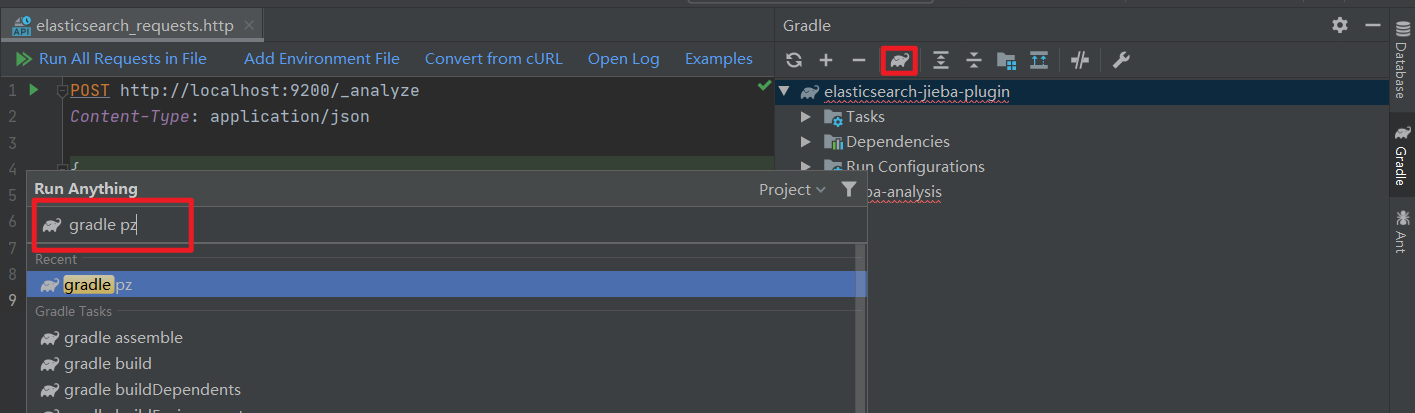 elasticsearch_requests.http
API
Run All Requests in File Add Environment File Convert from cURL Open Log Examples
1 POST http://localhost:9200/_analyze
2 Content-Type: application/json
3
4 {
5
6
7
8
9
Run Anything Project
gradle pz
Recent
gradle pz
Gradle Tasks
gradle assemble
gradle build
gradle buildDependents
Gradle
elasticsearch-jieba-plugin
Tasks
Dependencies
Run Configurations
ba-analysis
Database
Gradle
Ant